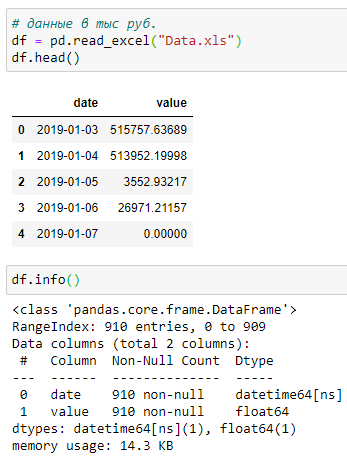 # данные в тыс руб.
df = pd.read_excel("Data.xls")
df.head()
date value
0 2019-01-03 515757.63689
1 2019-01-04 513952.19998
2 2019-01-05 3552.93217
3 2019-01-06 26971.21157
4 2019-01-07 0.00000
df.info()
<class 'pandas.core.frame.DataFrame'>
RangeIndex: 910 entries, 0 to 909
Data columns (total 2 columns):
 #   Column  Non-Null Count  Dtype
---  ------  --------------  -----
 0   date    910 non-null    datetime64[ns]
 1   value   910 non-null    float64
dtypes: datetime64[ns](1), float64(1)
memory usage: 14.3 KB